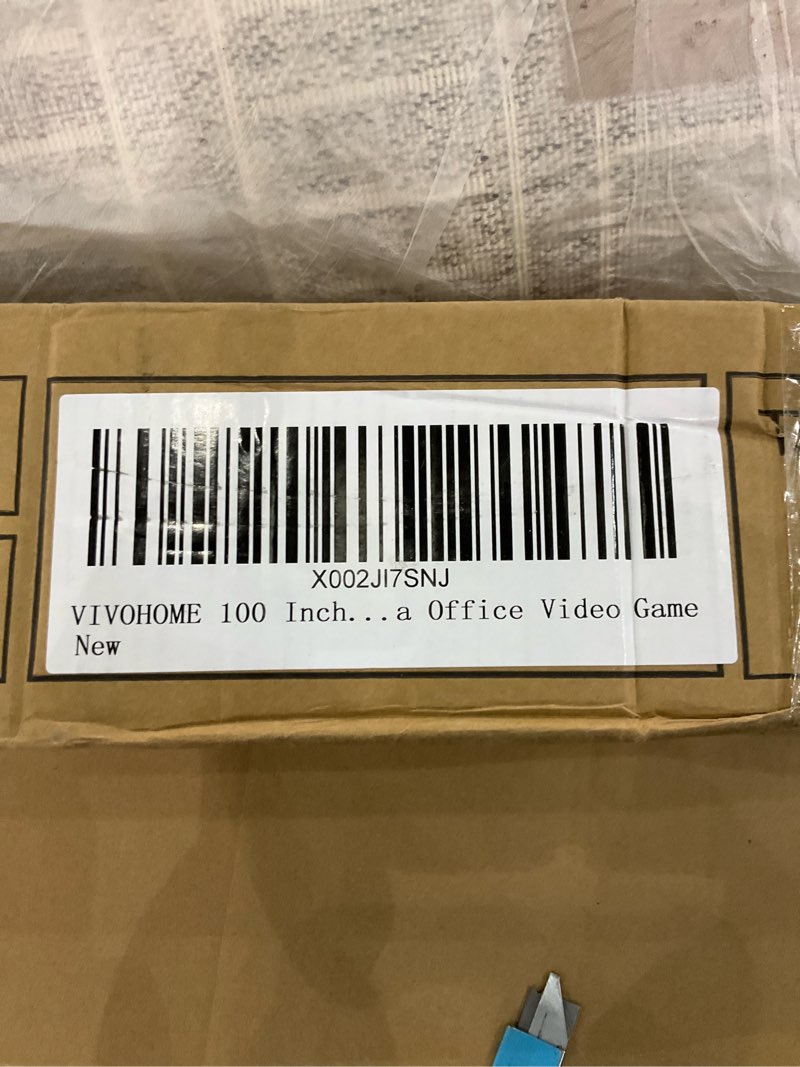 X002JI7SNJ
VIVOHOME 100 Inch...a Office Video Game
New